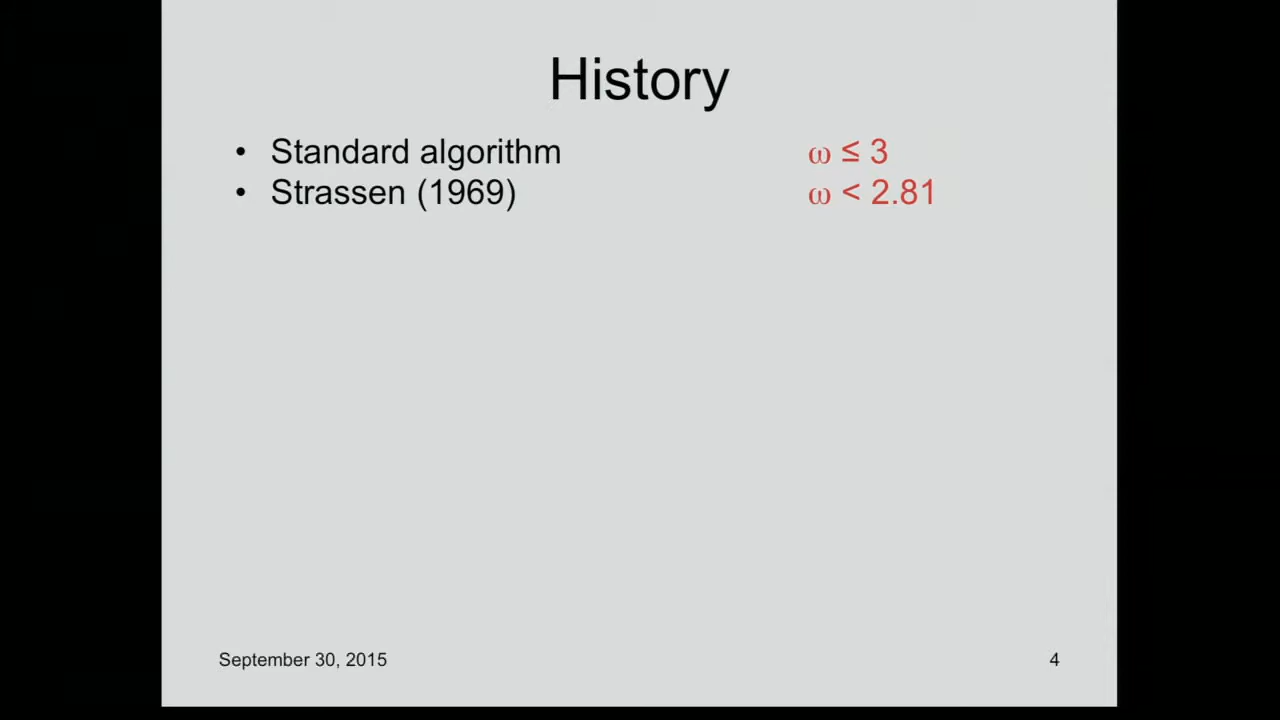 History
• Standard algorithm ω ≤ 3
• Strassen (1969) ω < 2.81
September 30, 2015 4